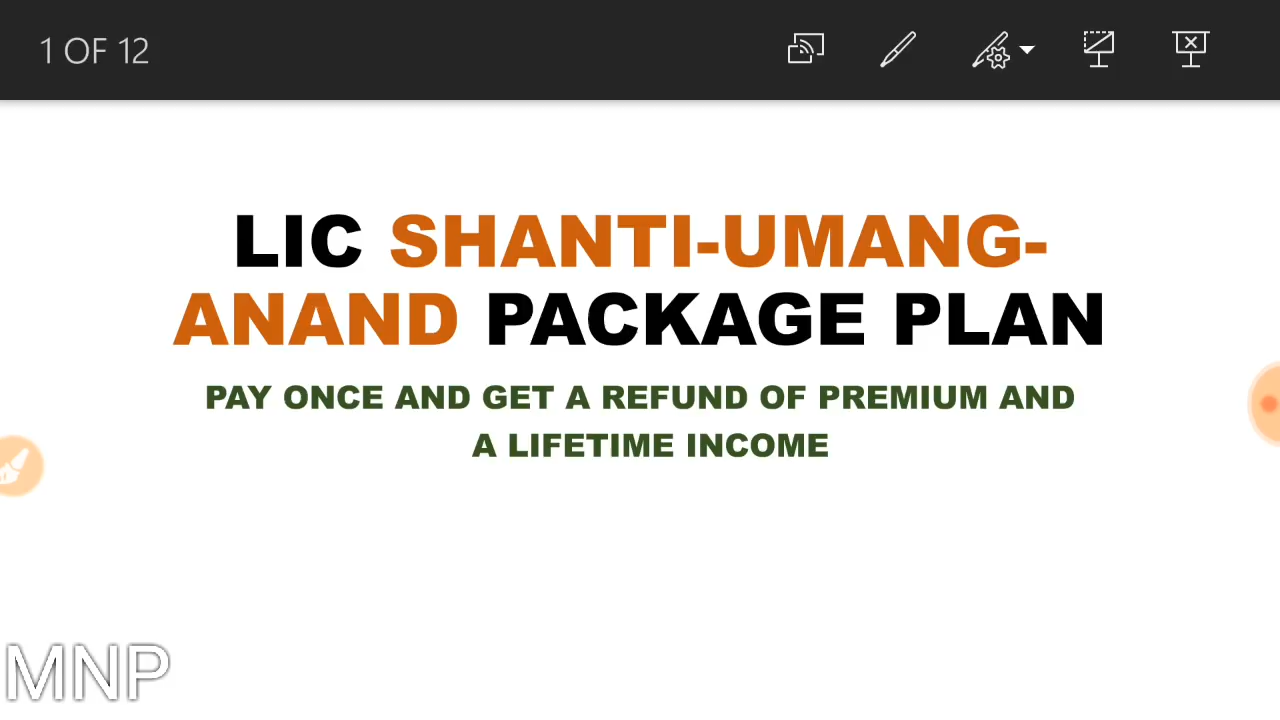 1 OF 12
LIC SHANTI-UMANG-
ANAND PACKAGE PLAN
PAY ONCE AND GET A REFUND OF PREMIUM AND
A LIFETIME INCOME
MNP